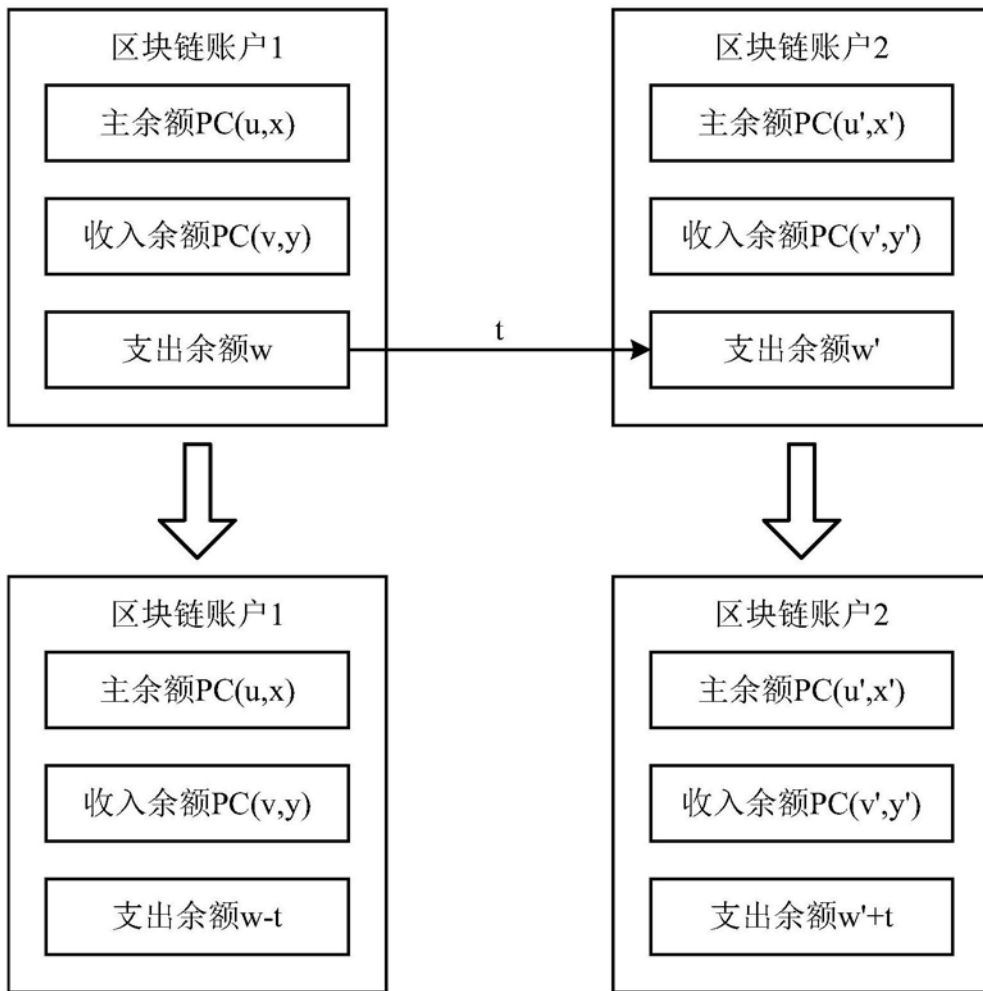 区块链账户1
主余额PC(u,x)
收入余额PC(v,y)
支出余额w
t
区块链账户2
主余额PC(u',x')
收入余额PC(v',y')
支出余额w'
区块链账户1
主余额PC(u,x)
收入余额PC(v,y)
支出余额w-t
区块链账户2
主余额PC(u',x')
收入余额PC(v',y')
支出余额w'+t